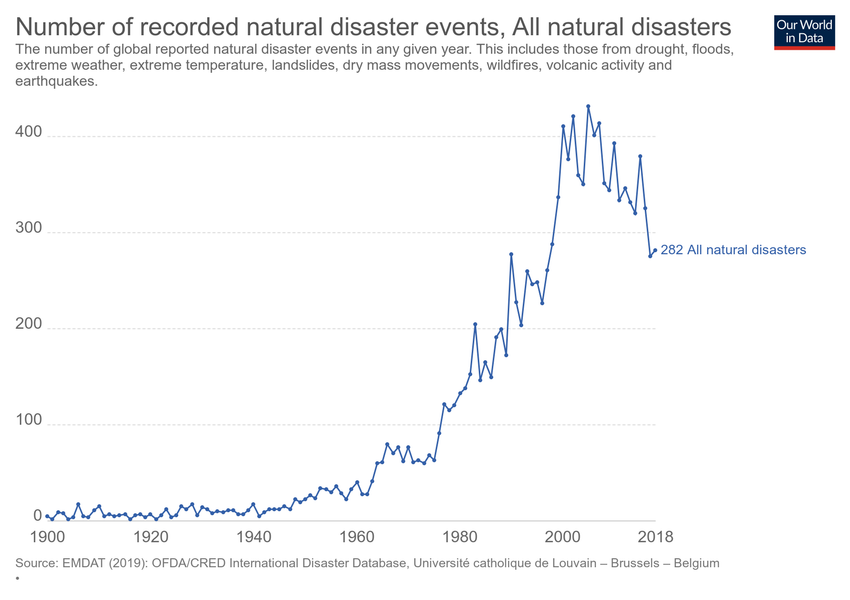 Number of recorded natural disaster events, All natural disasters
Our World
in Data
The number of global reported natural disaster events in any given year. This includes those from drought, floods,
extreme weather, extreme temperature, landslides, dry mass movements, wildfires, volcanic activity and
earthquakes.
400
300
282 All natural disasters
200
100
0
1900 1920 1940 1960 1980 2000 2018
Source: EMDAT (2019): OFDA/CRED International Disaster Database, Université catholique de Louvain – Brussels – Belgium
•